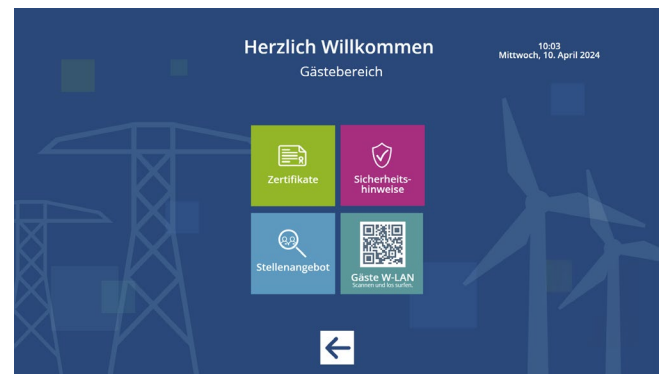 Herzlich Willkommen
Gästebereich
10:03
Mittwoch, 10. April 2024
Zertifikate
Sicherheits-
hinweise
Stellenangebot
Gäste W-LAN
Scannen und los surfen.